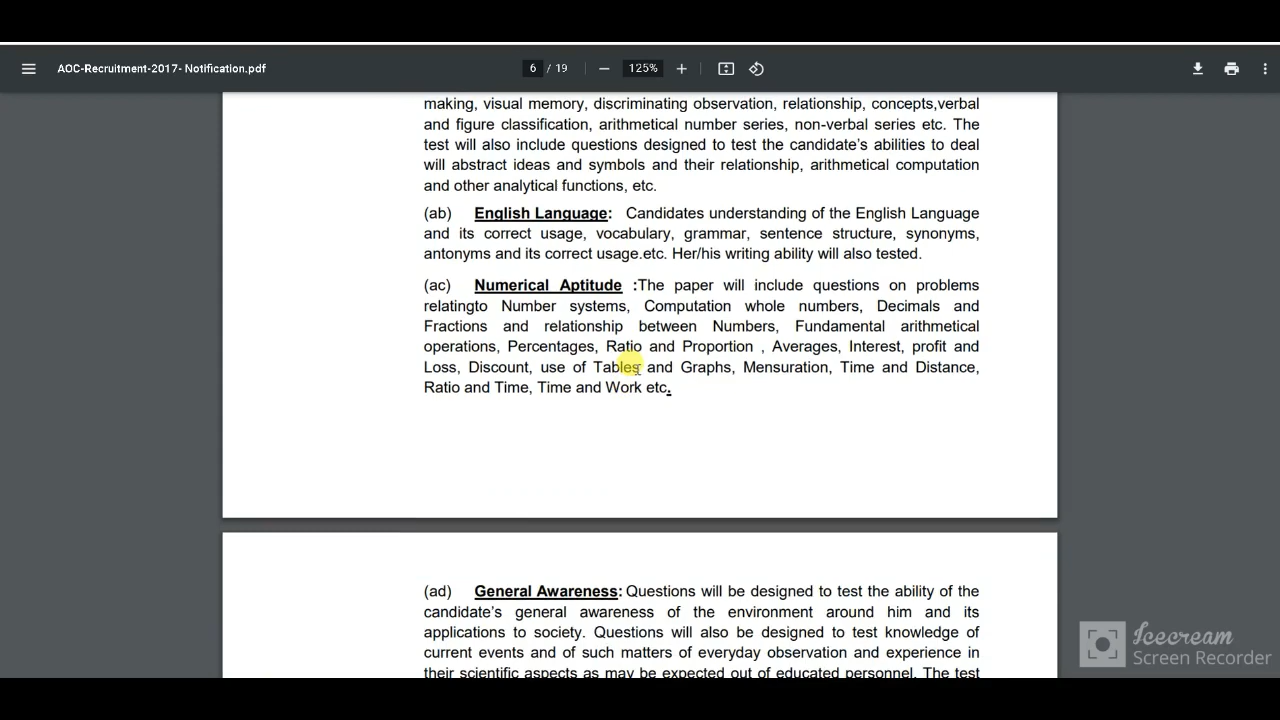 AOC-Recruitment-2017- Notification.pdf
6 / 19
125%
making, visual memory, discriminating observation, relationship, concepts,verbal
and figure classification, arithmetical number series, non-verbal series etc. The
test will also include questions designed to test the candidate's abilities to deal
will abstract ideas and symbols and their relationship, arithmetical computation
and other analytical functions, etc.
(ab) English Language: Candidates understanding of the English Language
and its correct usage, vocabulary, grammar, sentence structure, synonyms,
antonyms and its correct usage.etc. Her/his writing ability will also tested.
(ac) Numerical Aptitude :The paper will include questions on problems
relatingto Number systems, Computation whole numbers, Decimals and
Fractions and relationship between Numbers, Fundamental arithmetical
operations, Percentages, Ratio and Proportion , Averages, Interest, profit and
Loss, Discount, use of Tables and Graphs, Mensuration, Time and Distance,
Ratio and Time, Time and Work etc.
(ad) General Awareness: Questions will be designed to test the ability of the
candidate's general awareness of the environment around him and its
applications to society. Questions will also be designed to test knowledge of
current events and of such matters of everyday observation and experience in
their scientific aspects as may be expected out of educated personnel. The test
Icecream
Screen Recorder